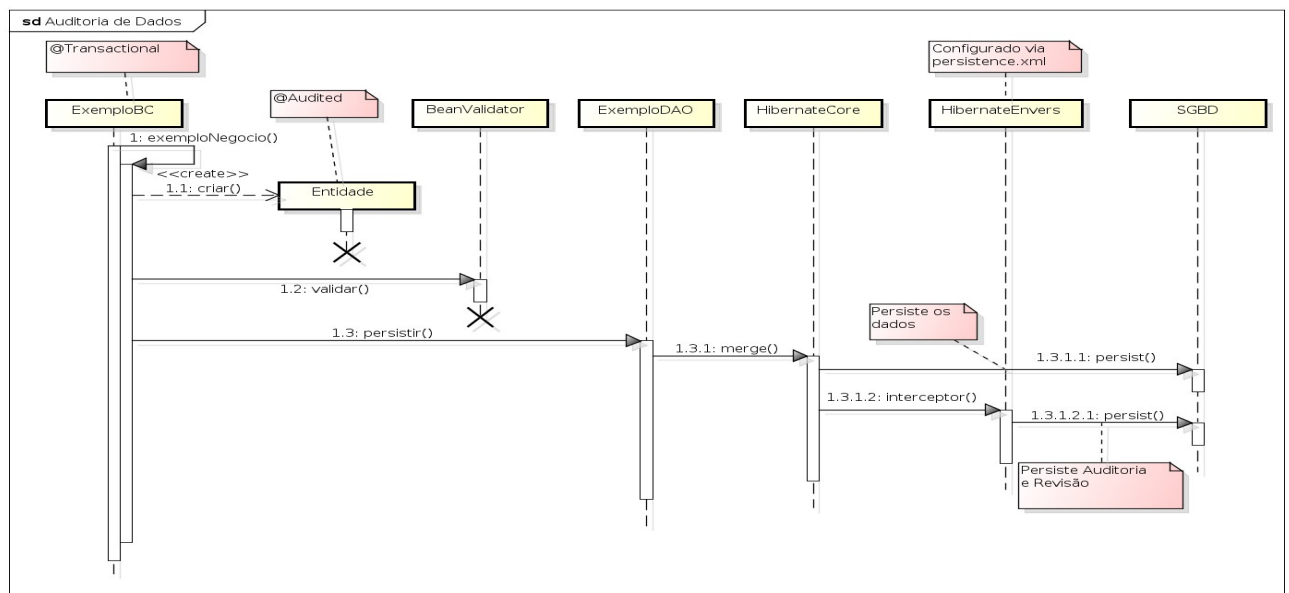 sd Auditoria de Dados
@Transactional
Configurado via
persistence.xml
@Audited
ExemploBC
BeanValidator
ExemploDAO
HibernateCore
HibernateEnvers
SGBD
1: exemploNegocio()
<<create>>
1.1: criar()
Entidade
1.2: validar()
Persiste os
dados
1.3: persistir()
1.3.1: merge()
1.3.1.1: persist()
1.3.1.2: interceptor()
1.3.1.2.1: persist()
Persiste Auditoria
e Revisão